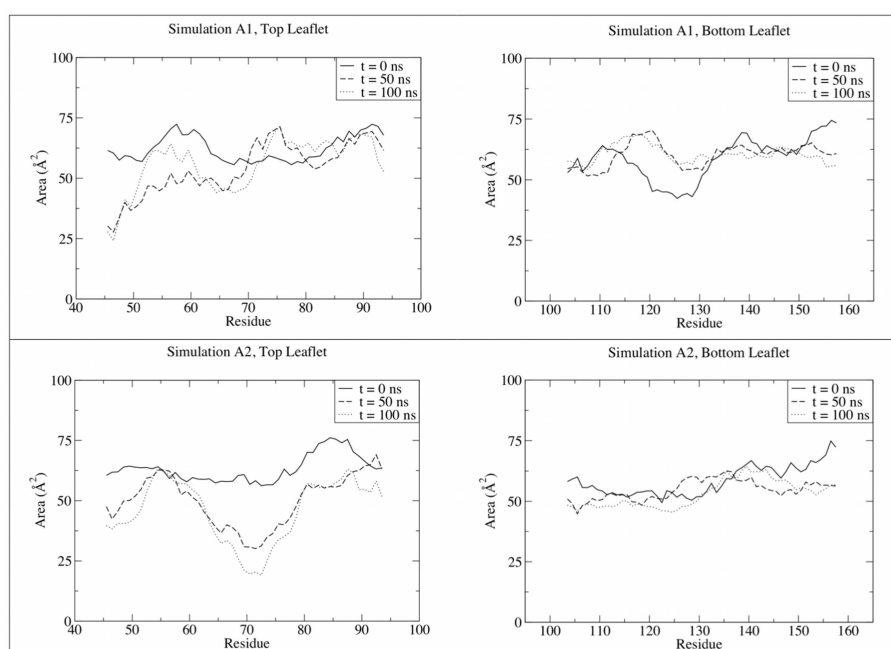 Simulation A1, Top Leaflet
100
75
50
25
0
Area (Å²)
40 50 60 70 80 90 100
Residue
t = 0 ns
t = 50 ns
t = 100 ns
Simulation A1, Bottom Leaflet
100
75
50
25
0
Area (Å²)
100 110 120 130 140 150 160
Residue
t = 0 ns
t = 50 ns
t = 100 ns
Simulation A2, Top Leaflet
100
75
50
25
0
Area (Å²)
40 50 60 70 80 90 100
Residue
t = 0 ns
t = 50 ns
t = 100 ns
Simulation A2, Bottom Leaflet
100
75
50
25
0
Area (Å²)
100 110 120 130 140 150 160
Residue
t = 0 ns
t = 50 ns
t = 100 ns